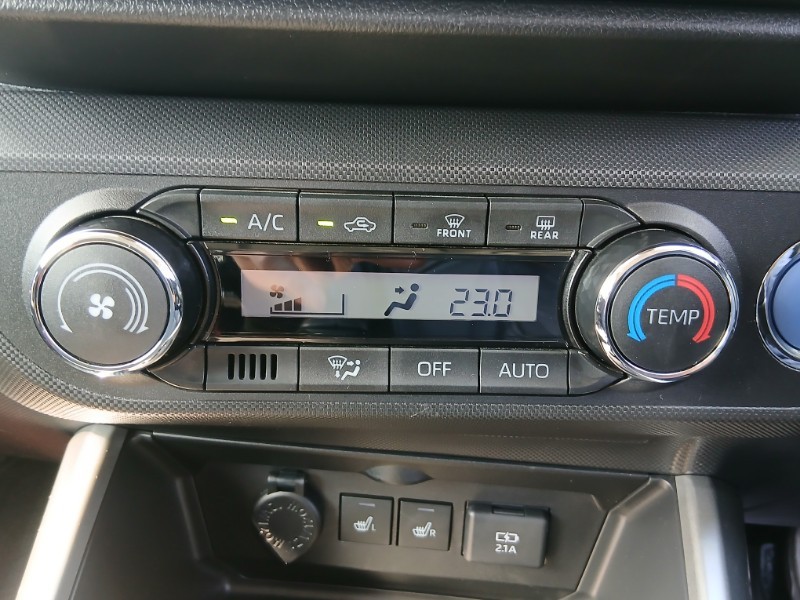 A/C
FRONT
REAR
23.0
TEMP
OFF
AUTO
L
R
2.1A